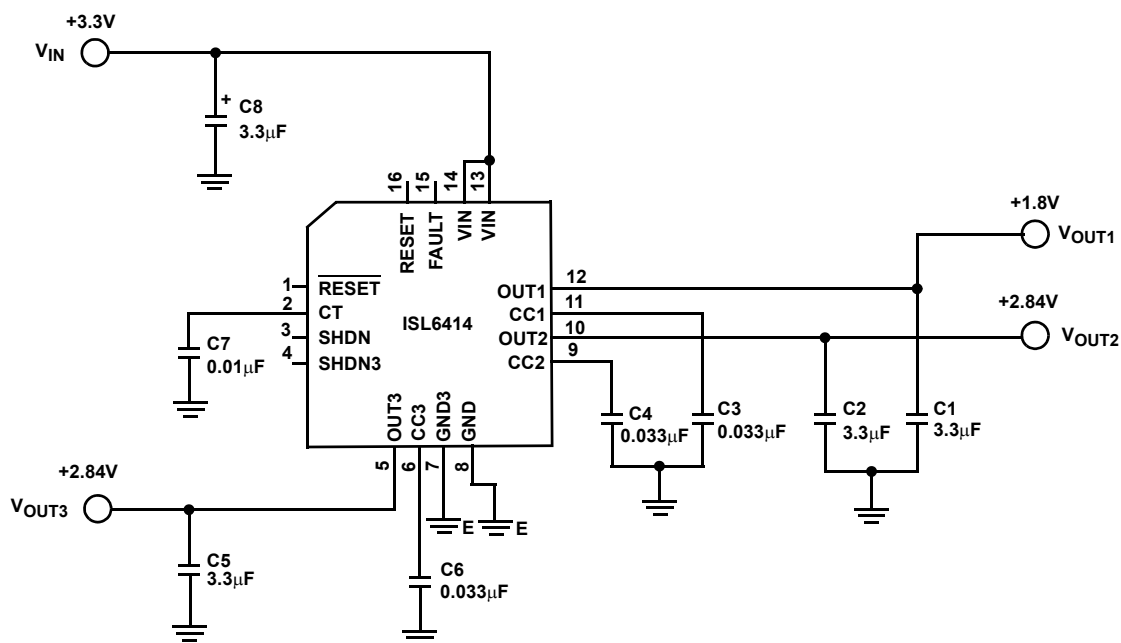 +3.3V
VIN
+
C8
3.3μF
16
15
14
13
RESET
FAULT
VIN
VIN
+1.8V
VOUT1
1
RESET
2
CT
3
SHDN
4
SHDN3
ISL6414
OUT1
12
CC1
11
OUT2
10
CC2
9
+2.84V
VOUT2
C7
0.01μF
OUT3
CC3
GND3
GND
5
6
7
8
C4
0.033μF
C3
0.033μF
C2
3.3μF
C1
3.3μF
+2.84V
VOUT3
E
E
C5
3.3μF
C6
0.033μF